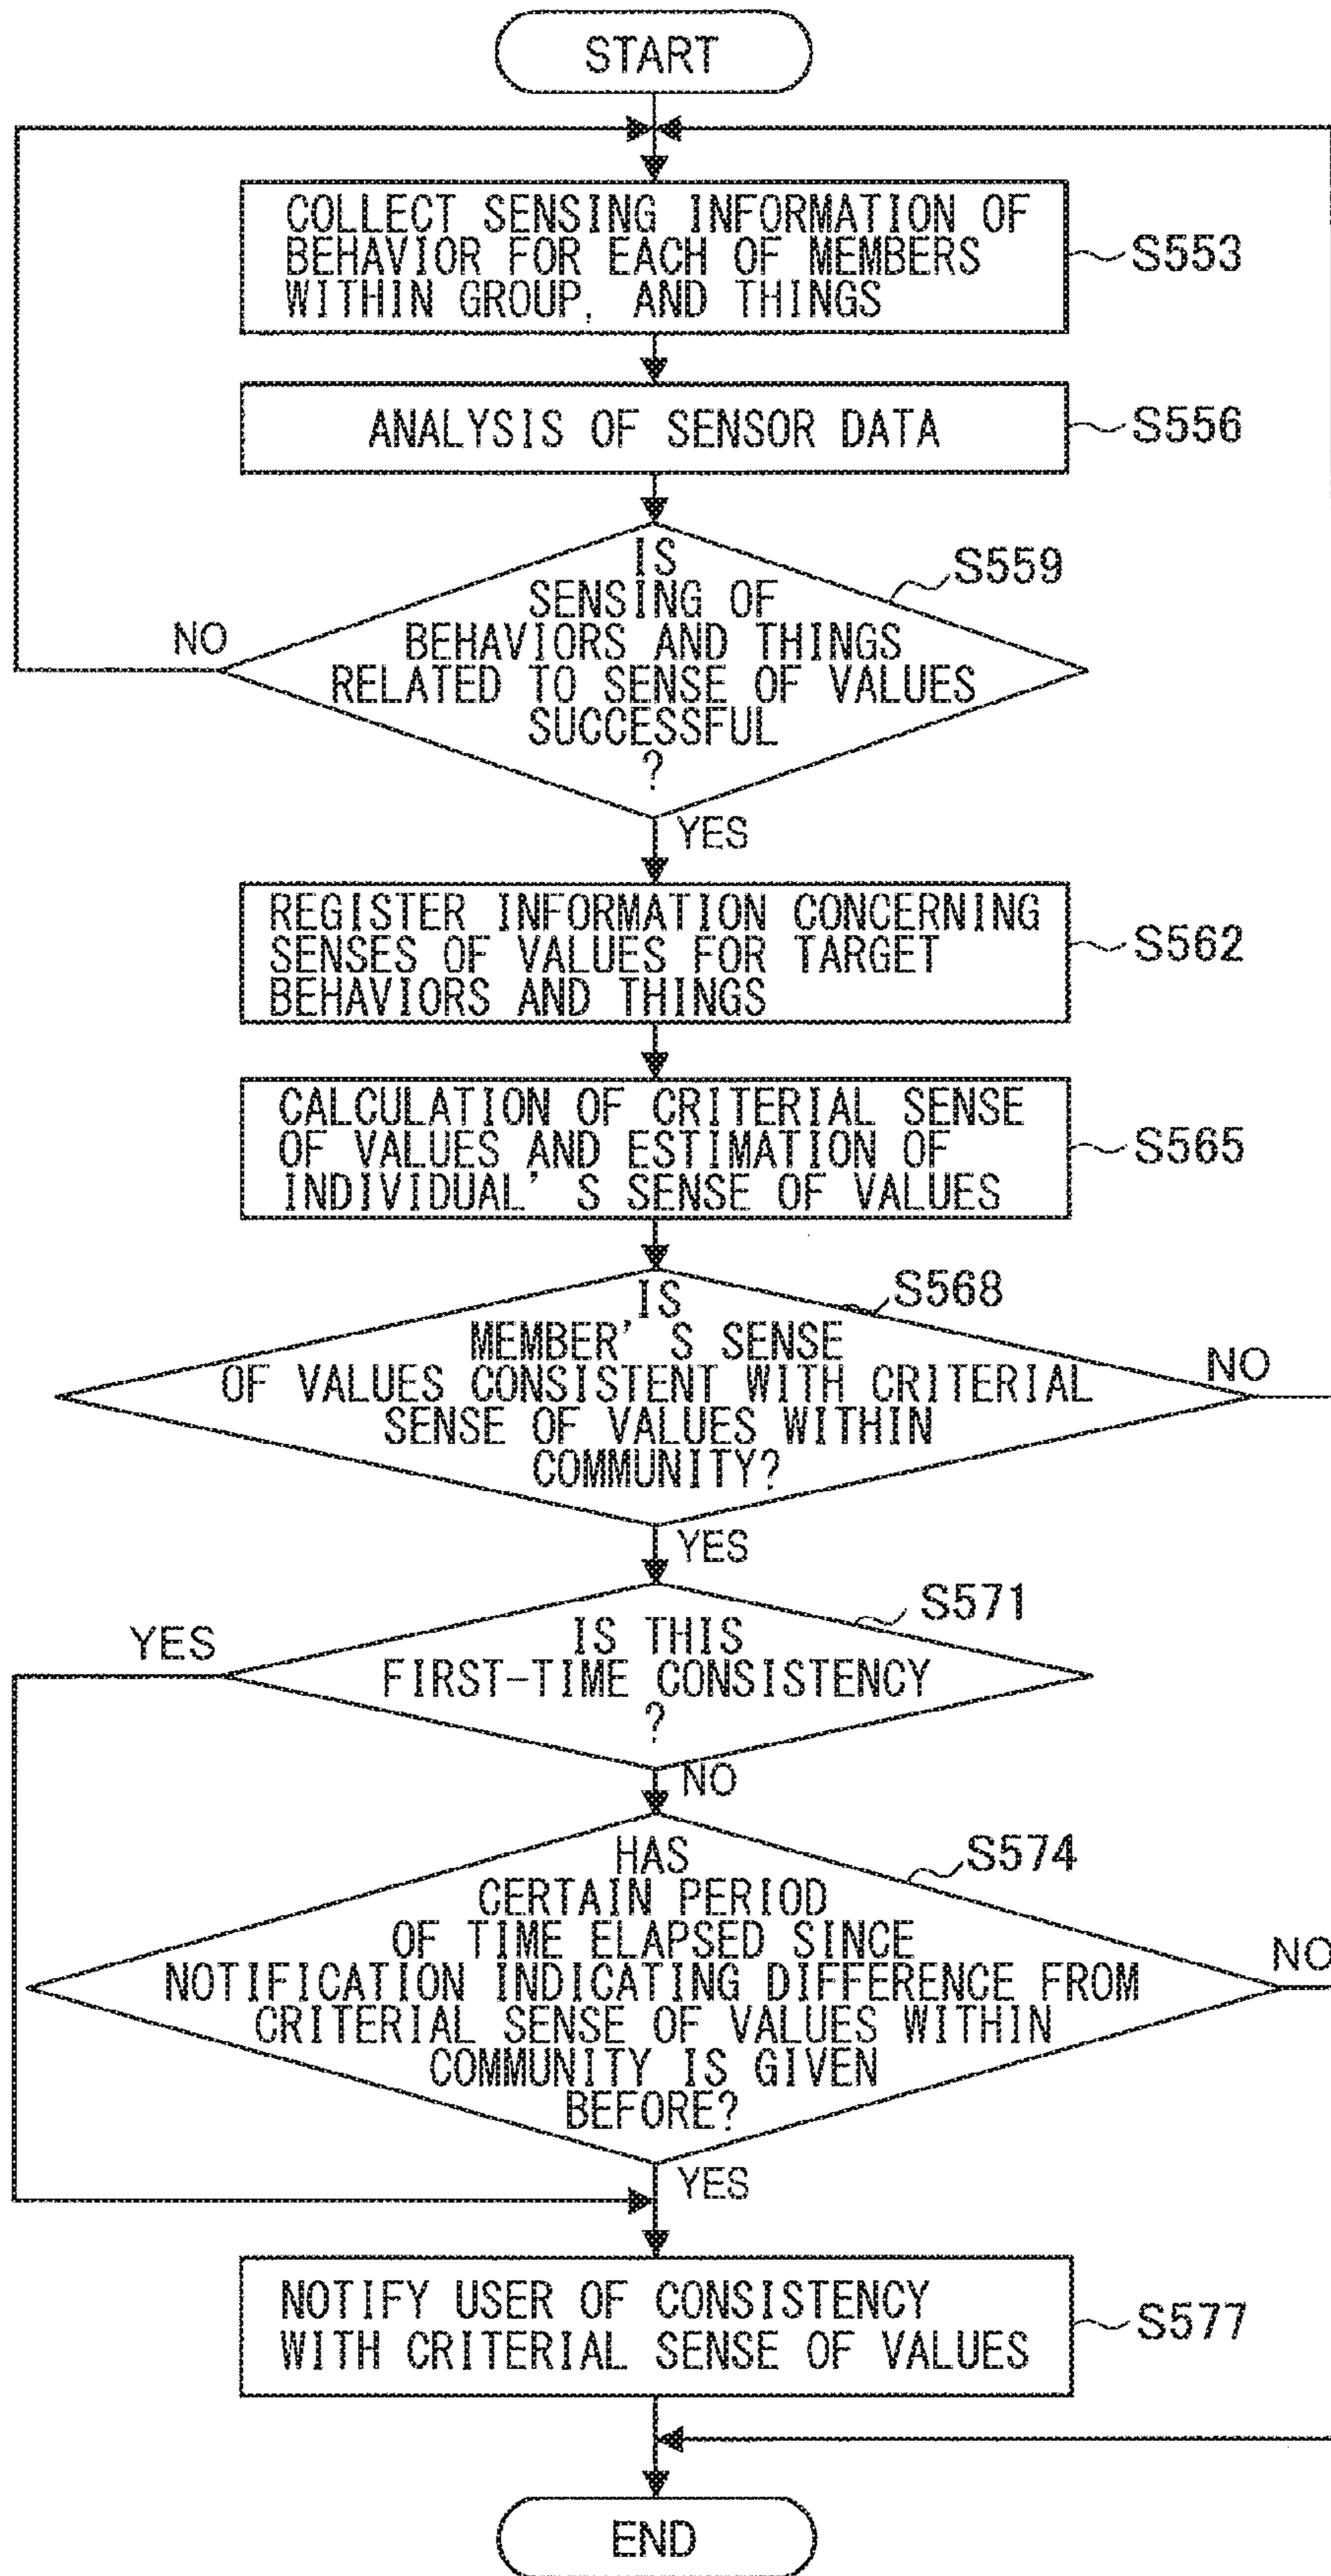 START
COLLECT SENSING INFORMATION OF
BEHAVIOR FOR EACH OF MEMBERS
WITHIN GROUP, AND THINGS
S553
ANALYSIS OF SENSOR DATA
S556
IS
SENSING OF
BEHAVIORS AND THINGS
RELATED TO SENSE OF VALUES
SUCCESSFUL
?
S559
NO
YES
REGISTER INFORMATION CONCERNING
SENSES OF VALUES FOR TARGET
BEHAVIORS AND THINGS
S562
CALCULATION OF CRITERIAL SENSE
OF VALUES AND ESTIMATION OF
INDIVIDUAL'S SENSE OF VALUES
S565
IS
MEMBER'S SENSE
OF VALUES CONSISTENT WITH CRITERIAL
SENSE OF VALUES WITHIN
COMMUNITY?
S568
NO
YES
IS THIS
FIRST-TIME CONSISTENCY
?
S571
YES
NO
HAS
CERTAIN PERIOD
OF TIME ELAPSED SINCE
NOTIFICATION INDICATING DIFFERENCE FROM
CRITERIAL SENSE OF VALUES WITHIN
COMMUNITY IS GIVEN
BEFORE?
S574
NO
YES
NOTIFY USER OF CONSISTENCY
WITH CRITERIAL SENSE OF VALUES
S577
END